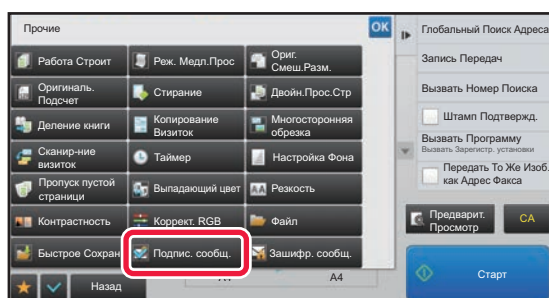 Прочие
OK
Работа Строит
Реж. Медл.Прос
Ориг.
Смеш.Разм.
Оригиналь.
Подсчет
Стирание
Двойн.Прос.Стр
Деление книги
Копирование
Визиток
Многосторонняя
обрезка
Сканир-ние
визиток
Таймер
Настройка Фона
Пропуск пустой
страници
Выпадающий цвет
AA Резкость
Контрастность
Коррект. RGB
Файл
Быстрое Сохран
Подпис. сообщ.
Зашифр. сообщ.
Назад
A4
Глобальный Поиск Адреса
Запись Передач
Вызвать Номер Поиска
Штамп Подтвержд.
Вызвать Программу
Вызвать Зарегистр. установки
Передать То Же Изоб.
как Адрес Факса
Предварит.
Просмотр
CA
Старт